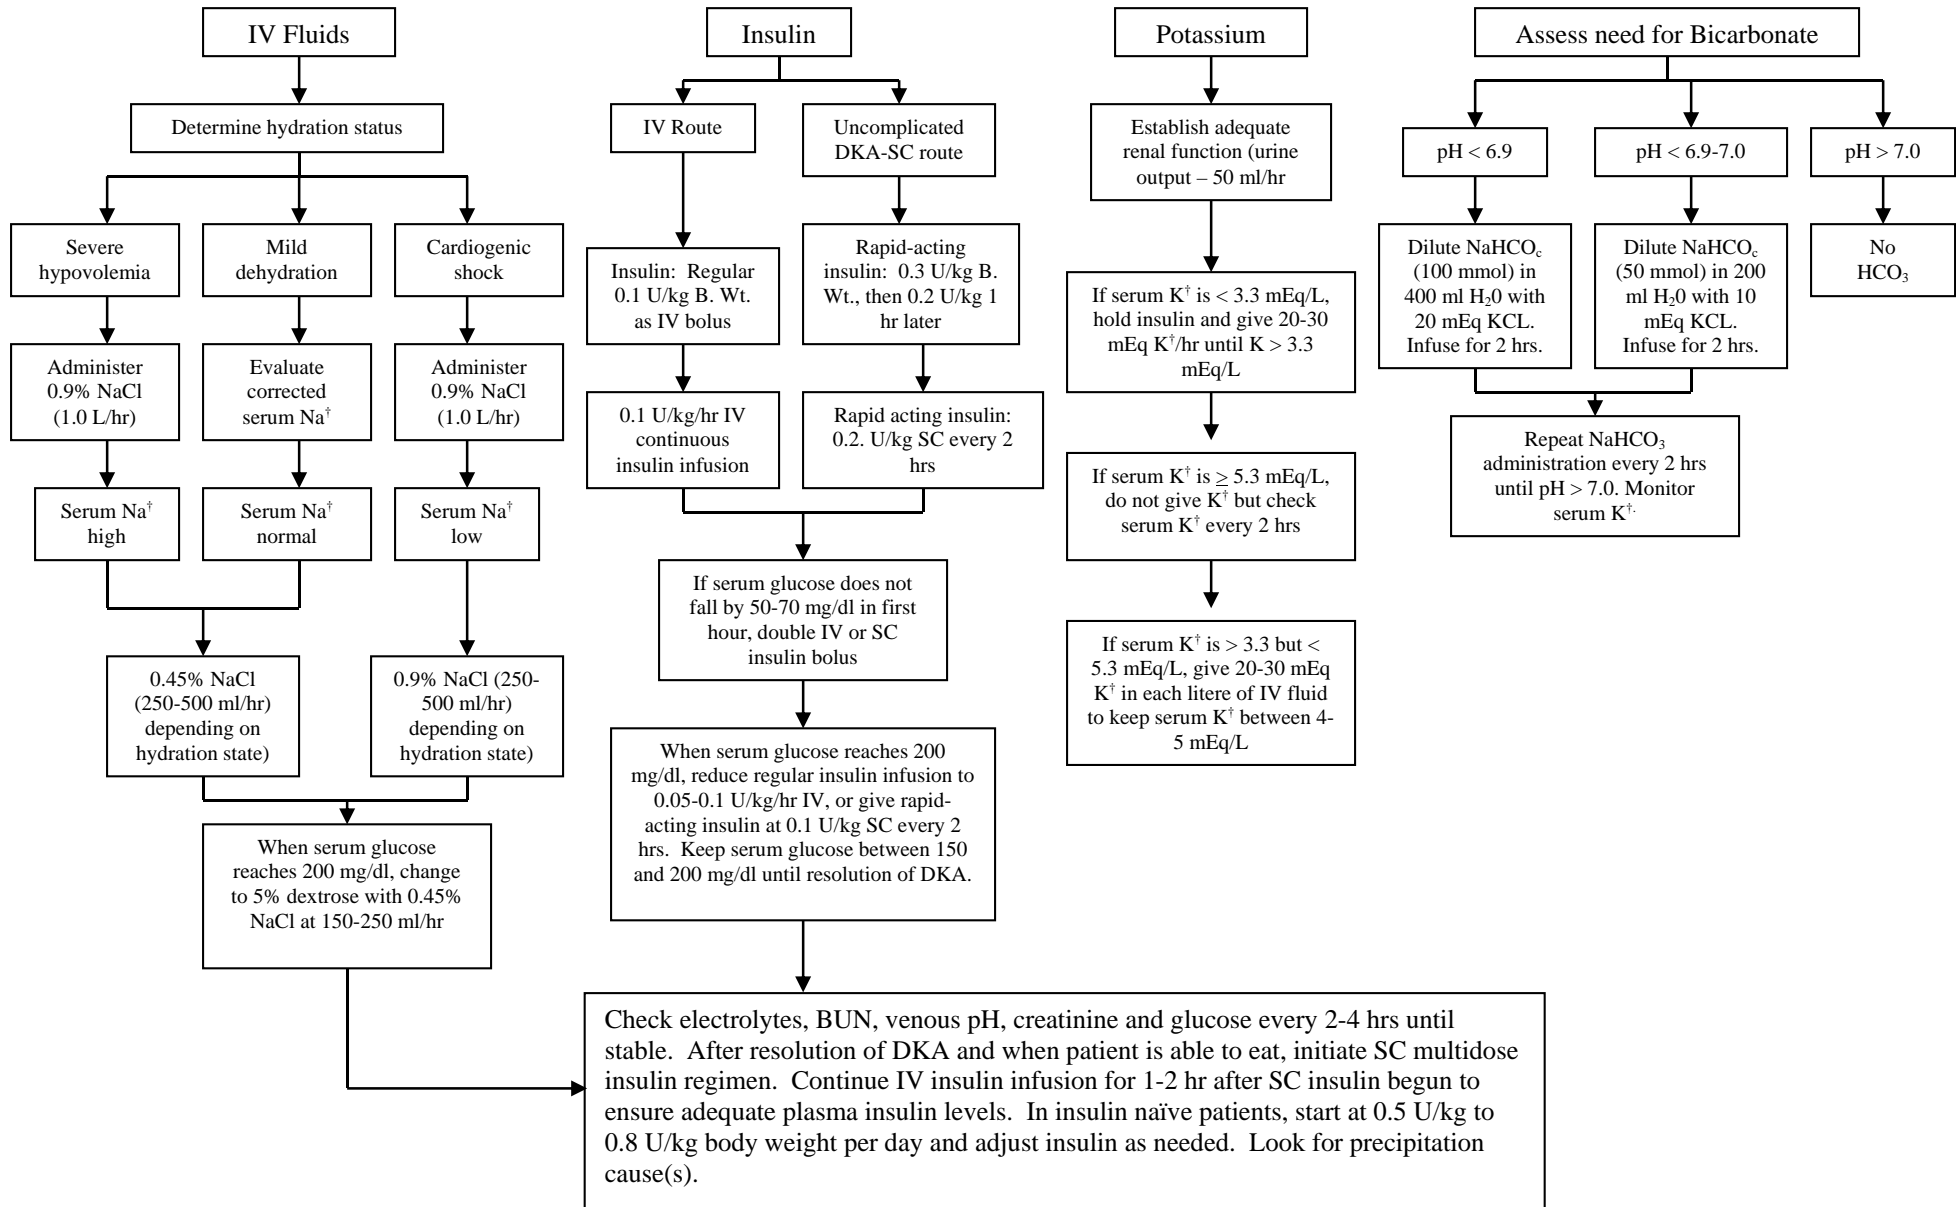 IV Fluids
Determine hydration status
Severe
hypovolemia
Mild
dehydration
Cardiogenic
shock
Administer
0.9% NaCl
(1.0 L/hr)
Evaluate
corrected
serum Na†
Administer
0.9% NaCl
(1.0 L/hr)
Serum Na†
high
Serum Na†
normal
Serum Na†
low
0.45% NaCl
(250-500 ml/hr)
depending on
hydration state)
0.9% NaCl (250-
500 ml/hr)
depending on
hydration state)
When serum glucose
reaches 200 mg/dl, change
to 5% dextrose with 0.45%
NaCl at 150-250 ml/hr
Insulin
IV Route
Uncomplicated
DKA-SC route
Insulin: Regular
0.1 U/kg B. Wt.
as IV bolus
Rapid-acting
insulin: 0.3 U/kg B.
Wt., then 0.2 U/kg 1
hr later
0.1 U/kg/hr IV
continuous
insulin infusion
Rapid acting insulin:
0.2. U/kg SC every 2
hrs
If serum glucose does not
fall by 50-70 mg/dl in first
hour, double IV or SC
insulin bolus
When serum glucose reaches 200
mg/dl, reduce regular insulin infusion to
0.05-0.1 U/kg/hr IV, or give rapid-
acting insulin at 0.1 U/kg SC every 2
hrs. Keep serum glucose between 150
and 200 mg/dl until resolution of DKA.
Potassium
Establish adequate
renal function (urine
output – 50 ml/hr
If serum K† is < 3.3 mEq/L,
hold insulin and give 20-30
mEq K†/hr until K > 3.3
mEq/L
If serum K† is ≥ 5.3 mEq/L,
do not give K† but check
serum K† every 2 hrs
If serum K† is > 3.3 but <
5.3 mEq/L, give 20-30 mEq
K† in each litere of IV fluid
to keep serum K† between 4-
5 mEq/L
Assess need for Bicarbonate
pH < 6.9
pH < 6.9-7.0
pH > 7.0
Dilute NaHCOc
(100 mmol) in
400 ml H₂0 with
20 mEq KCL.
Infuse for 2 hrs.
Dilute NaHCOc
(50 mmol) in 200
ml H₂0 with 10
mEq KCL.
Infuse for 2 hrs.
No
HCO₃
Repeat NaHCO₃
administration every 2 hrs
until pH > 7.0. Monitor
serum K†.
Check electrolytes, BUN, venous pH, creatinine and glucose every 2-4 hrs until
stable. After resolution of DKA and when patient is able to eat, initiate SC multidose
insulin regimen. Continue IV insulin infusion for 1-2 hr after SC insulin begun to
ensure adequate plasma insulin levels. In insulin naïve patients, start at 0.5 U/kg to
0.8 U/kg body weight per day and adjust insulin as needed. Look for precipitation
cause(s).